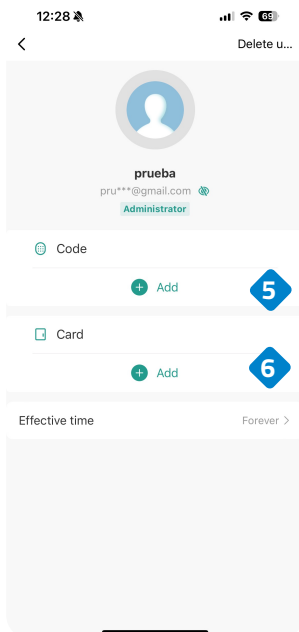 12:28
69
Delete u...
prueba
pru***@gmail.com
Administrator
Code
Add
5
Card
Add
6
Effective time
Forever